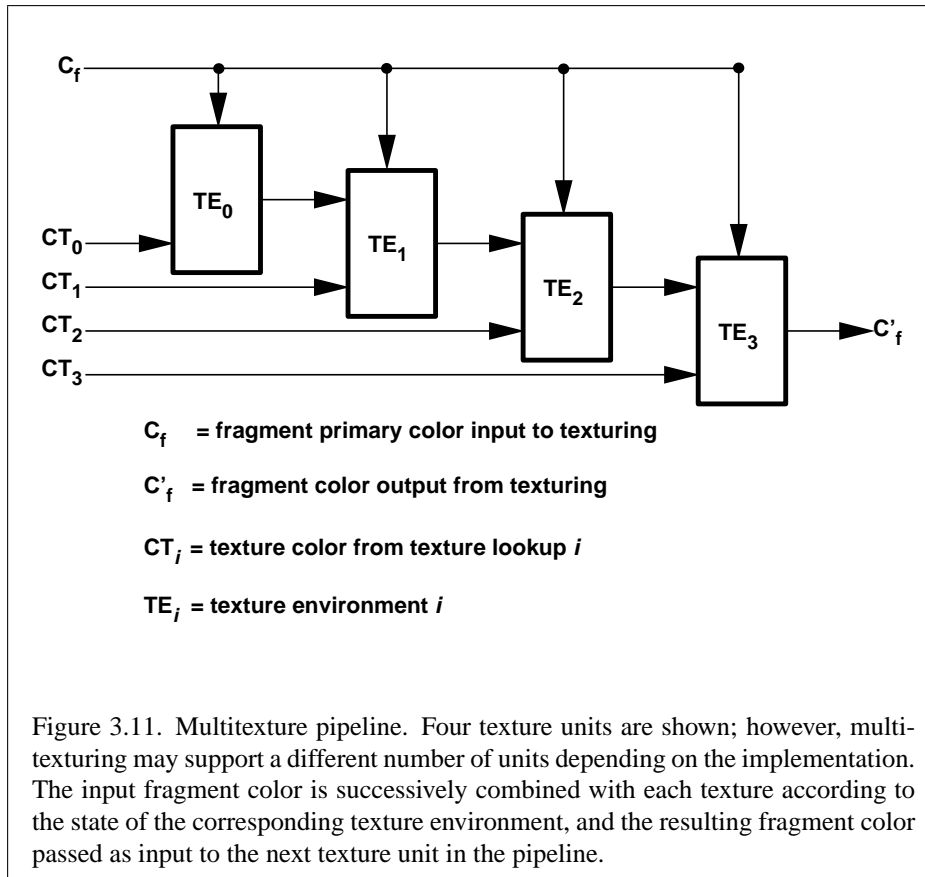 C_f
TE_0
CT_0
TE_1
CT_1
TE_2
CT_2
TE_3
C'_f
CT_3
C_f = fragment primary color input to texturing
C'_f = fragment color output from texturing
CT_i = texture color from texture lookup i
TE_i = texture environment i
Figure 3.11. Multitexture pipeline. Four texture units are shown; however, multi-
texturing may support a different number of units depending on the implementation.
The input fragment color is successively combined with each texture according to
the state of the corresponding texture environment, and the resulting fragment color
passed as input to the next texture unit in the pipeline.